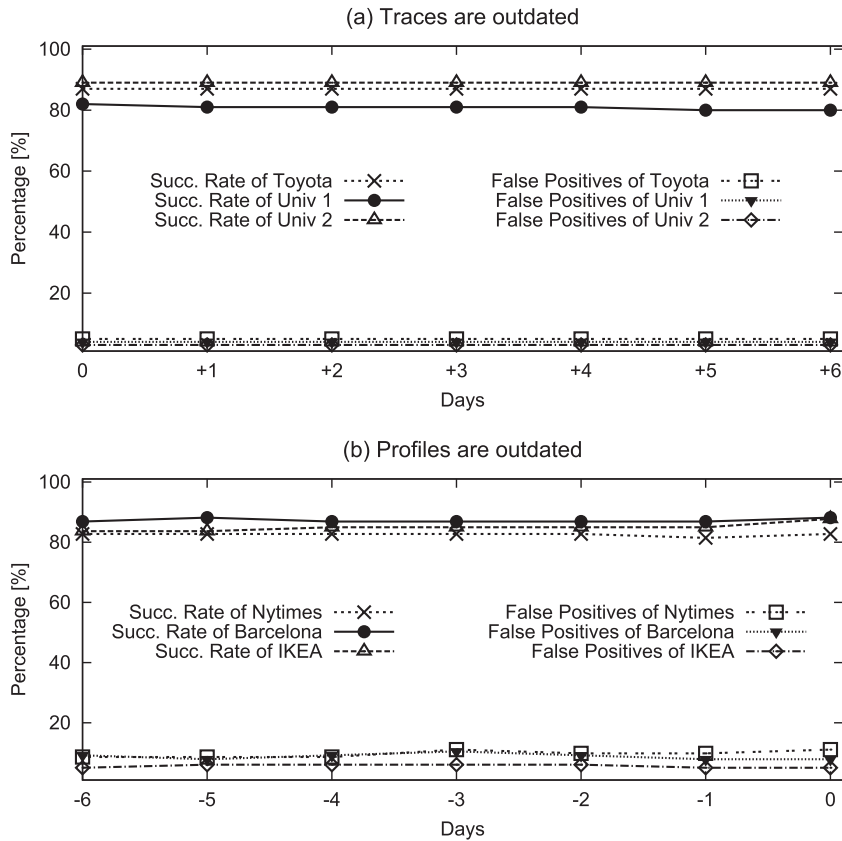 (a) Traces are outdated
100
80
60
40
20
Percentage [%]
Succ. Rate of Toyota
Succ. Rate of Univ 1
Succ. Rate of Univ 2
False Positives of Toyota
False Positives of Univ 1
False Positives of Univ 2
0 +1 +2 +3 +4 +5 +6
Days
(b) Profiles are outdated
100
80
60
40
20
Percentage [%]
Succ. Rate of Nytimes
Succ. Rate of Barcelona
Succ. Rate of IKEA
False Positives of Nytimes
False Positives of Barcelona
False Positives of IKEA
-6 -5 -4 -3 -2 -1 0
Days